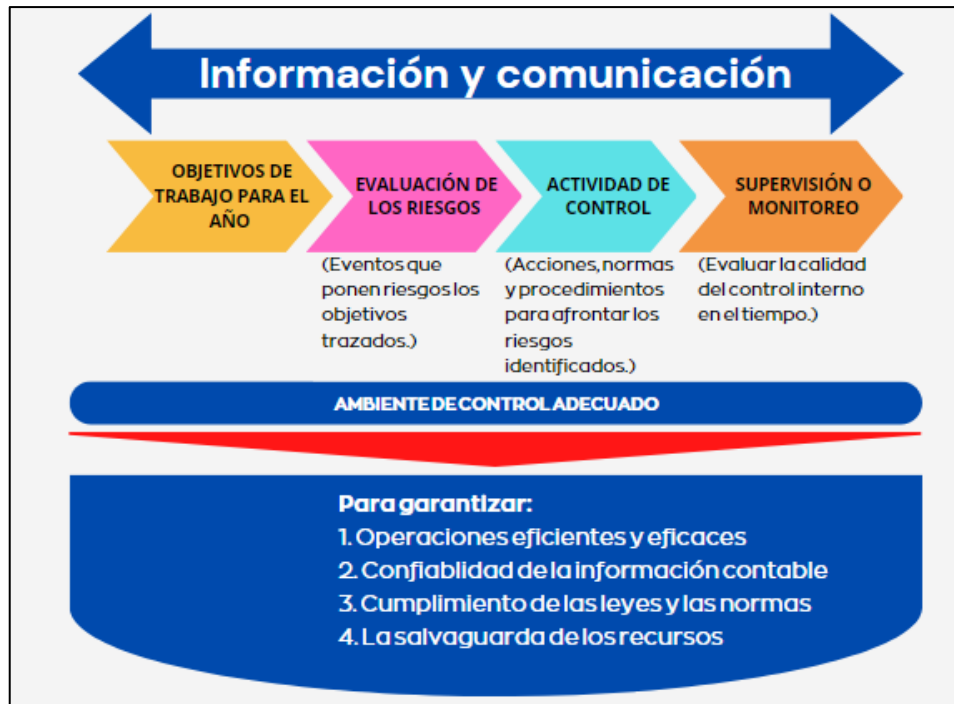 Información y comunicación
OBJETIVOS DE
TRABAJO PARA EL
AÑO
EVALUACIÓN DE
LOS RIESGOS
ACTIVIDAD DE
CONTROL
SUPERVISIÓN O
MONITOREO
(Eventos que
ponen riesgos los
objetivos
trazados.)
(Acciones, normas
y procedimientos
para afrontar los
riesgos
identificados.)
(Evaluar la calidad
del control interno
en el tiempo.)
AMBIENTE DE CONTROL ADECUADO
Para garantizar:
1. Operaciones eficientes y eficaces
2. Confiablidad de la información contable
3. Cumplimiento de las leyes y las normas
4. La salvaguarda de los recursos